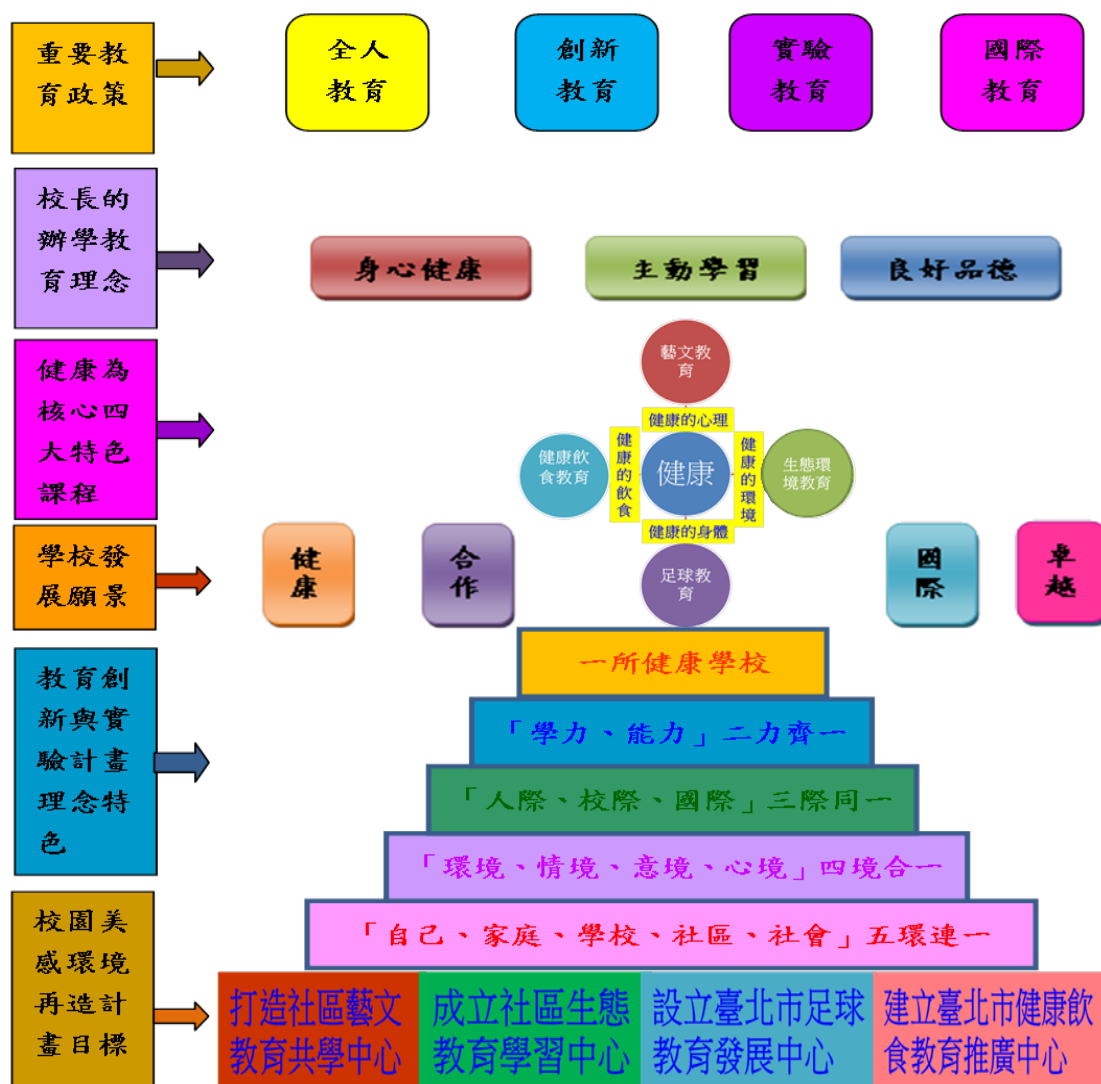 重要教
育政策
全人
教育
創新
教育
實驗
教育
國際
教育
校長的
辦學教
育理念
身心健康
主動學習
良好品德
健康為
核心四
大特色
課程
藝文教
育
健康的心理
健康飲
食教育
健康的飲食
健康
健康的環境
生態環
境教育
健康的身體
足球教
育
學校發
展願景
健
康
合
作
國
際
卓
越
教育創
新與實
驗計畫
理念特
色
一所健康學校
「學力、能力」二力齊一
「人際、校際、國際」三際同一
「環境、情境、意境、心境」四境合一
「自己、家庭、學校、社區、社會」五環連一
校園美
感環境
再造計
畫目標
打造社區藝文
教育共學中心
成立社區生態
教育學習中心
設立臺北市足球
教育發展中心
建立臺北市健康飲
食教育推廣中心